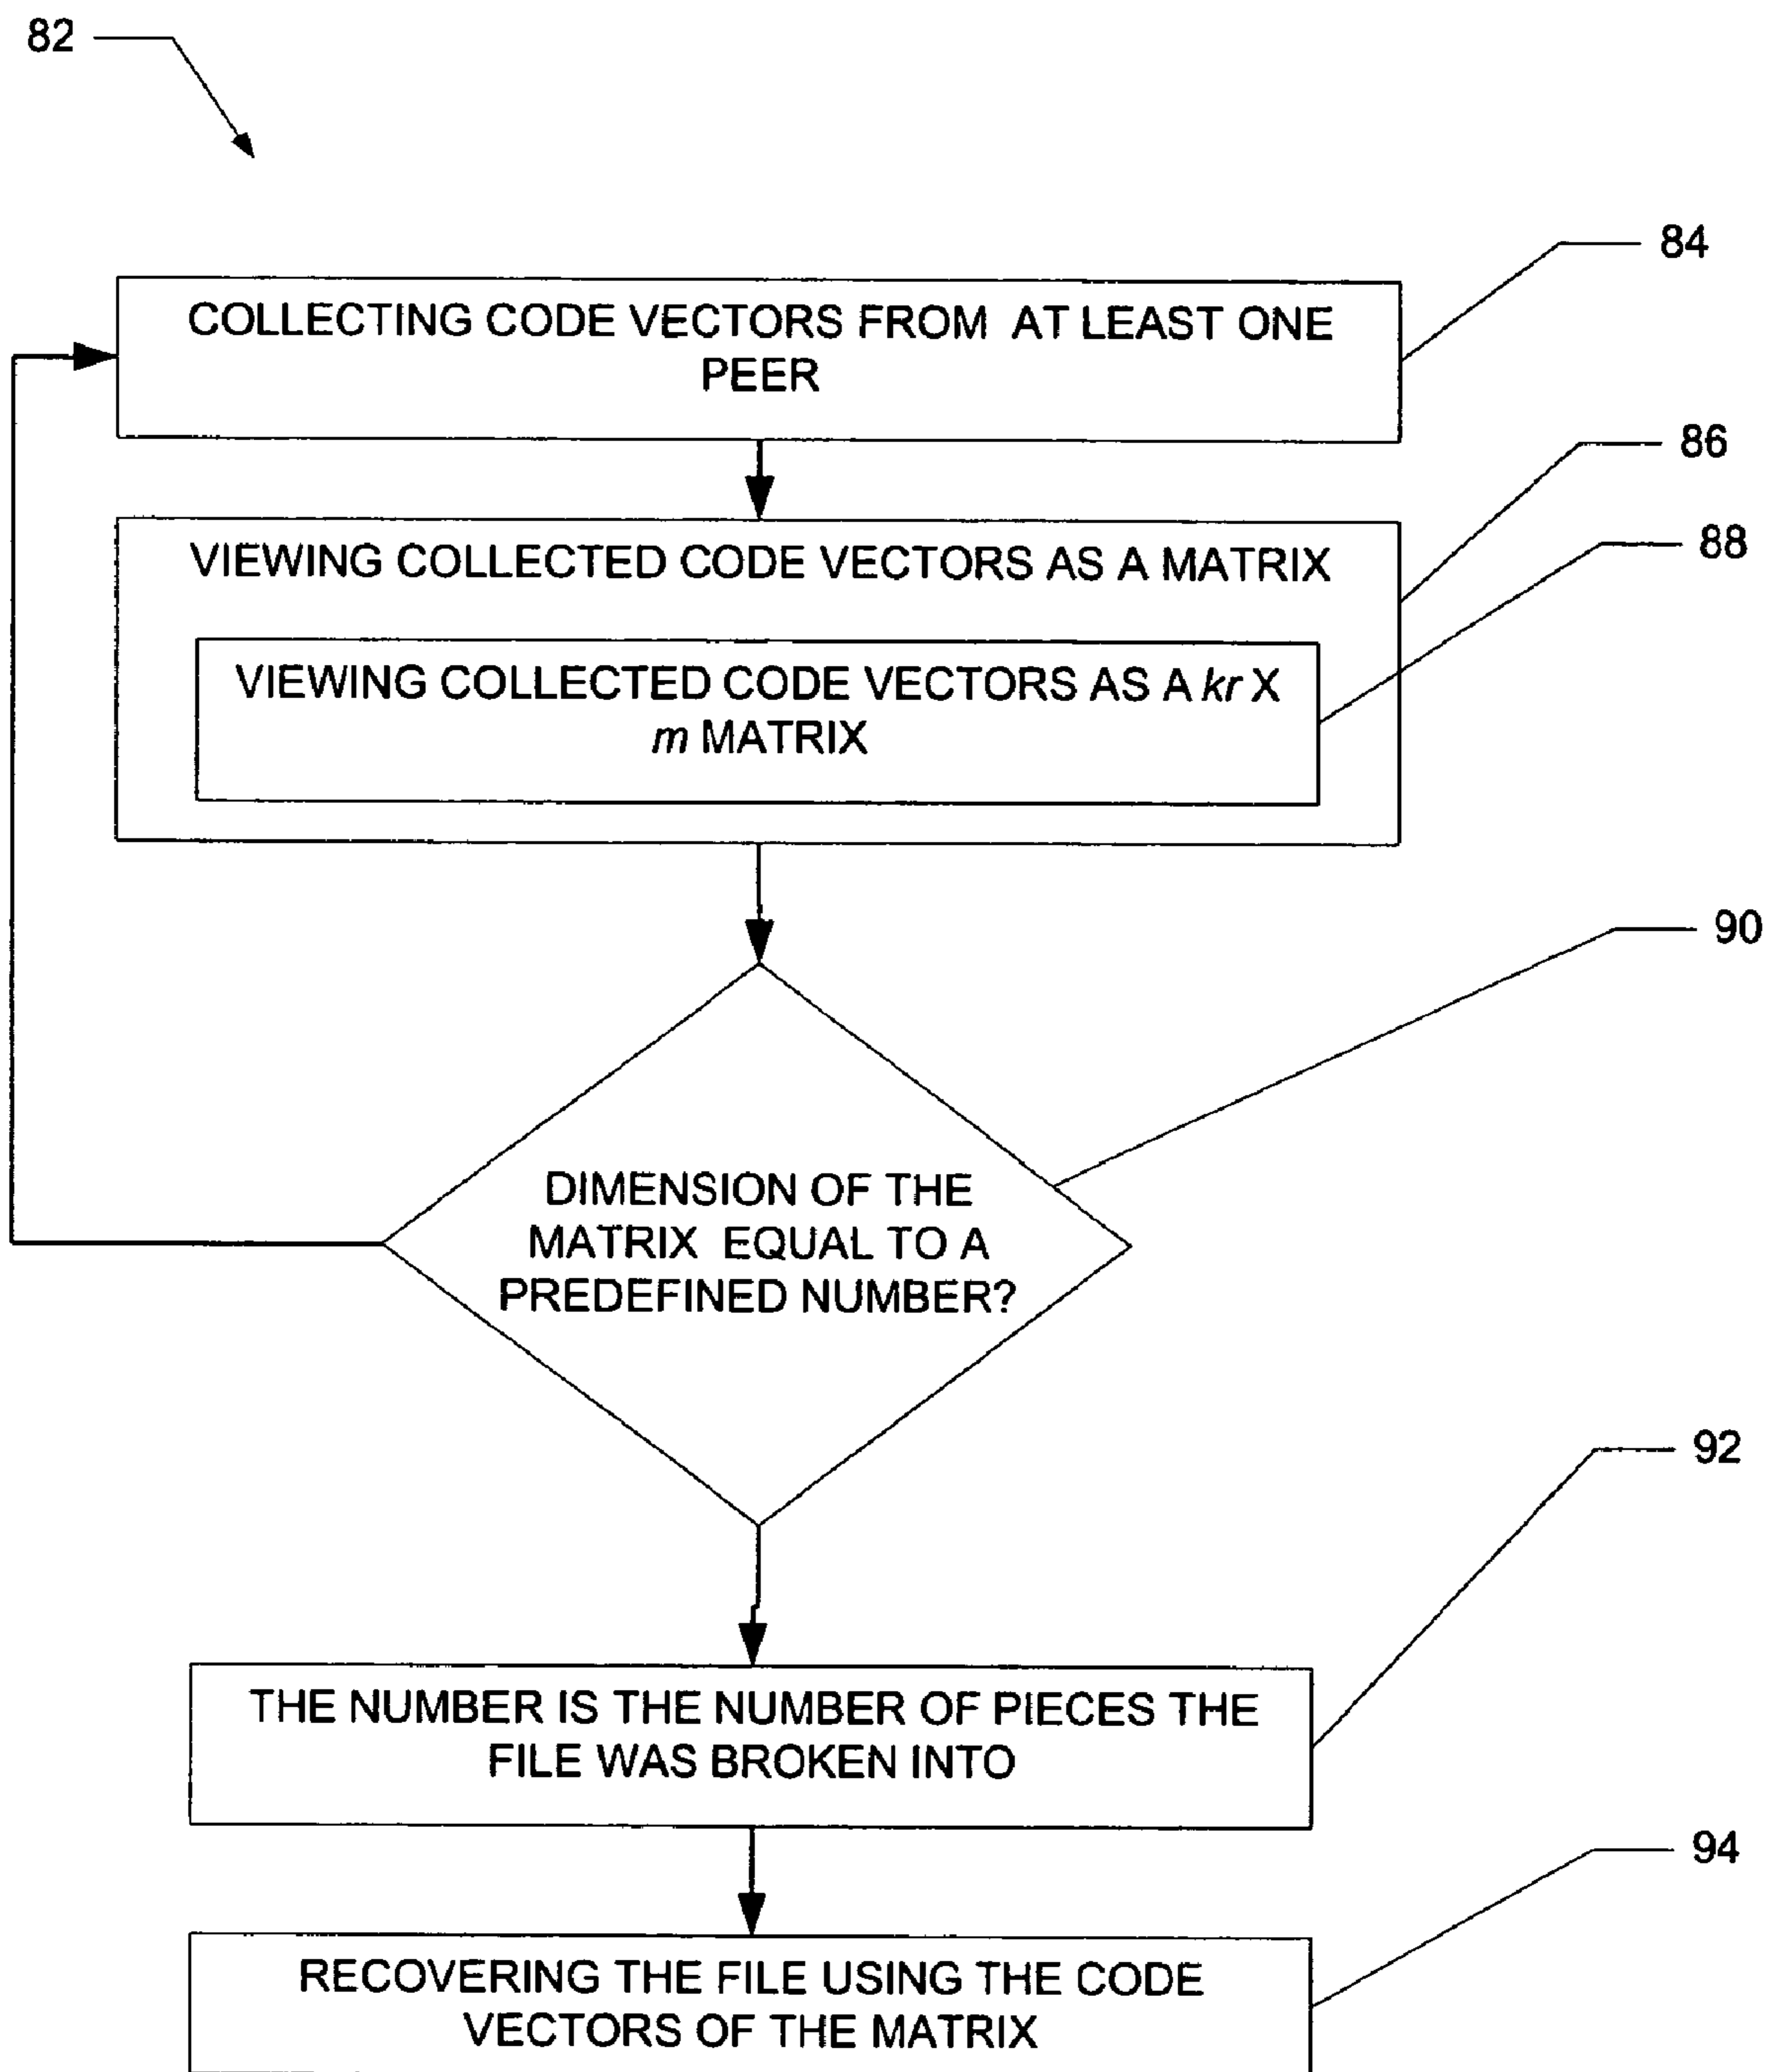 82
84
COLLECTING CODE VECTORS FROM AT LEAST ONE
PEER
86
VIEWING COLLECTED CODE VECTORS AS A MATRIX
88
VIEWING COLLECTED CODE VECTORS AS A kr X
m MATRIX
90
DIMENSION OF THE
MATRIX EQUAL TO A
PREDEFINED NUMBER?
92
THE NUMBER IS THE NUMBER OF PIECES THE
FILE WAS BROKEN INTO
94
RECOVERING THE FILE USING THE CODE
VECTORS OF THE MATRIX